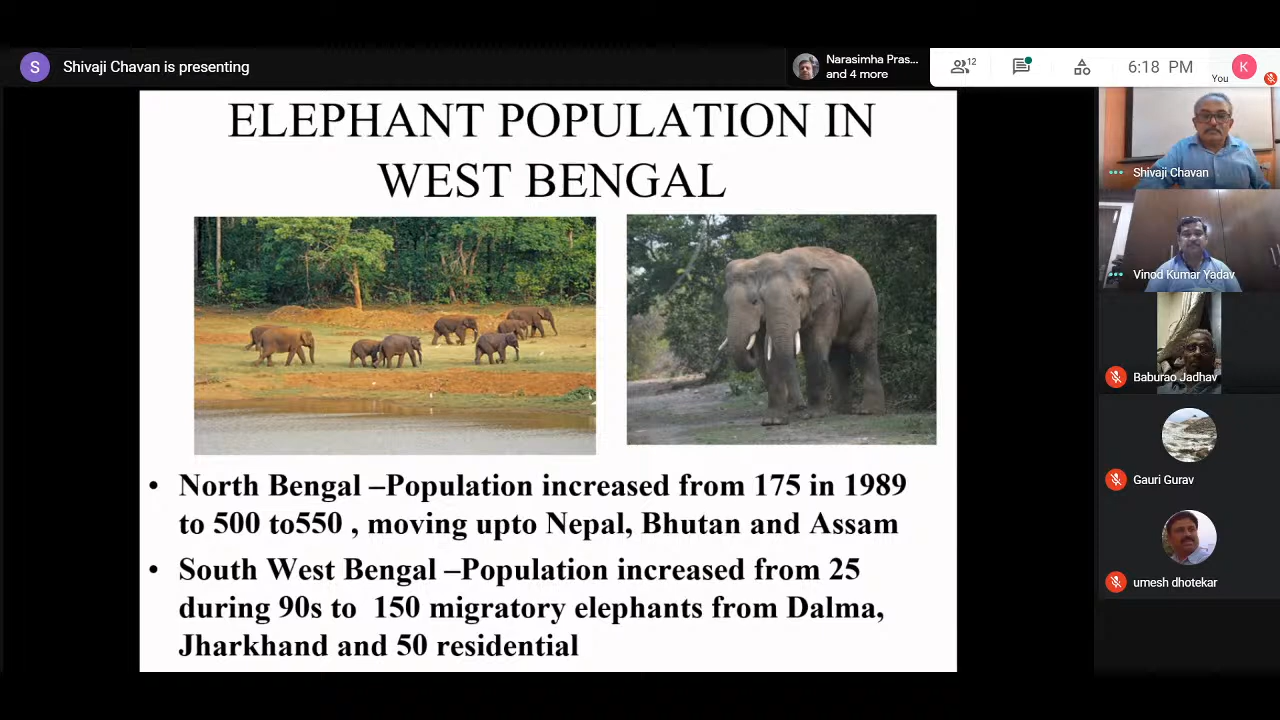 S
Shivaji Chavan is presenting
Narasimha Pras...
and 4 more
12
6:18 PM
You
K
ELEPHANT POPULATION IN
WEST BENGAL
• North Bengal –Population increased from 175 in 1989
to 500 to550 , moving upto Nepal, Bhutan and Assam
• South West Bengal –Population increased from 25
during 90s to 150 migratory elephants from Dalma,
Jharkhand and 50 residential
Shivaji Chavan
Vinod Kumar Yadav
Baburao Jadhav
Gauri Gurav
umesh dhotekar